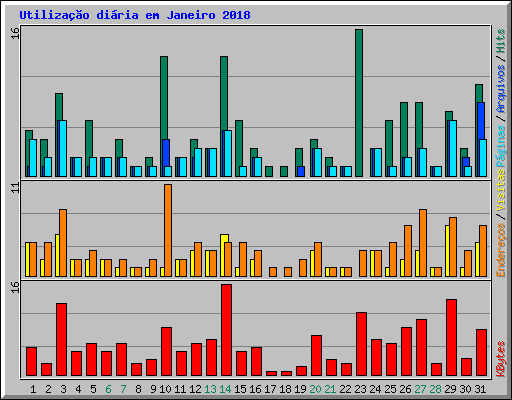 Utilização diária em Janeiro 2018
16
11
16
Endereços / Visitas Páginas / Arquivos / Hits
KBytes
1 2 3 4 5 6 7 8 9 10 11 12 13 14 15 16 17 18 19 20 21 22 23 24 25 26 27 28 29 30 31